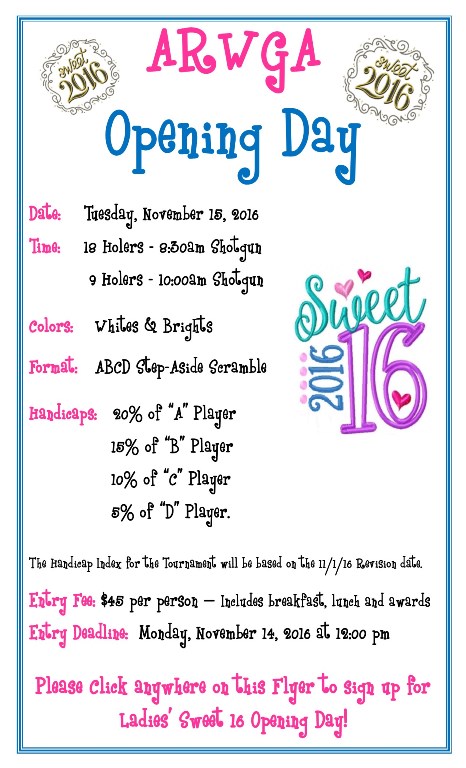 ARWGA
sweet
2016
sweet
2016
Opening Day
Date: Tuesday, November 15, 2016
Time: 18 Holers - 8:30am Shotgun
9 Holers - 10:00am Shotgun
Colors: Whites & Brights
Format: ABCD Step-Aside Scramble
Sweet
2016
16
Handicaps: 20% of "A" Player
15% of "B" Player
10% of "C" Player
5% of "D" Player.
The Handicap Index for the Tournament will be based on the 11/1/16 Revision date.
Entry Fee: $45 per person – Includes breakfast, lunch and awards
Entry Deadline: Monday, November 14, 2016 at 12:00 pm
Please Click anywhere on this Flyer to sign up for
Ladies' Sweet 16 Opening Day!